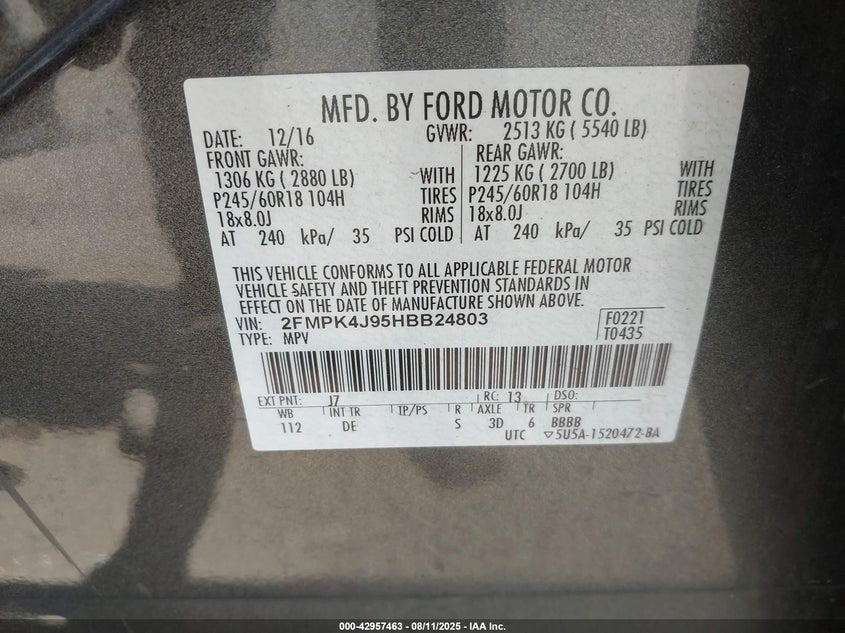 MFD. BY FORD MOTOR CO.
DATE: 12/16 GVWR: 2513 KG ( 5540 LB)
FRONT GAWR: REAR GAWR:
1306 KG ( 2880 LB) WITH 1225 KG ( 2700 LB) WITH
P245/60R18 104H TIRES P245/60R18 104H TIRES
18x8.0J RIMS 18x8.0J RIMS
AT 240 kPa/ 35 PSI COLD AT 240 kPa/ 35 PSI COLD
THIS VEHICLE CONFORMS TO ALL APPLICABLE FEDERAL MOTOR
VEHICLE SAFETY AND THEFT PREVENTION STANDARDS IN
EFFECT ON THE DATE OF MANUFACTURE SHOWN ABOVE.
VIN: 2FMPK4J95HBB24803 F0221
TYPE: MPV T0435
EXT PNT: J7 RC: 13 DSO:
WB INT TR TP/PS R AXLE TR SPR
112 DE S 3D 6 BBBB
UTC ▽5U5A-1520472-BA
000-42957463 - 08/11/2025 - IAA Inc.